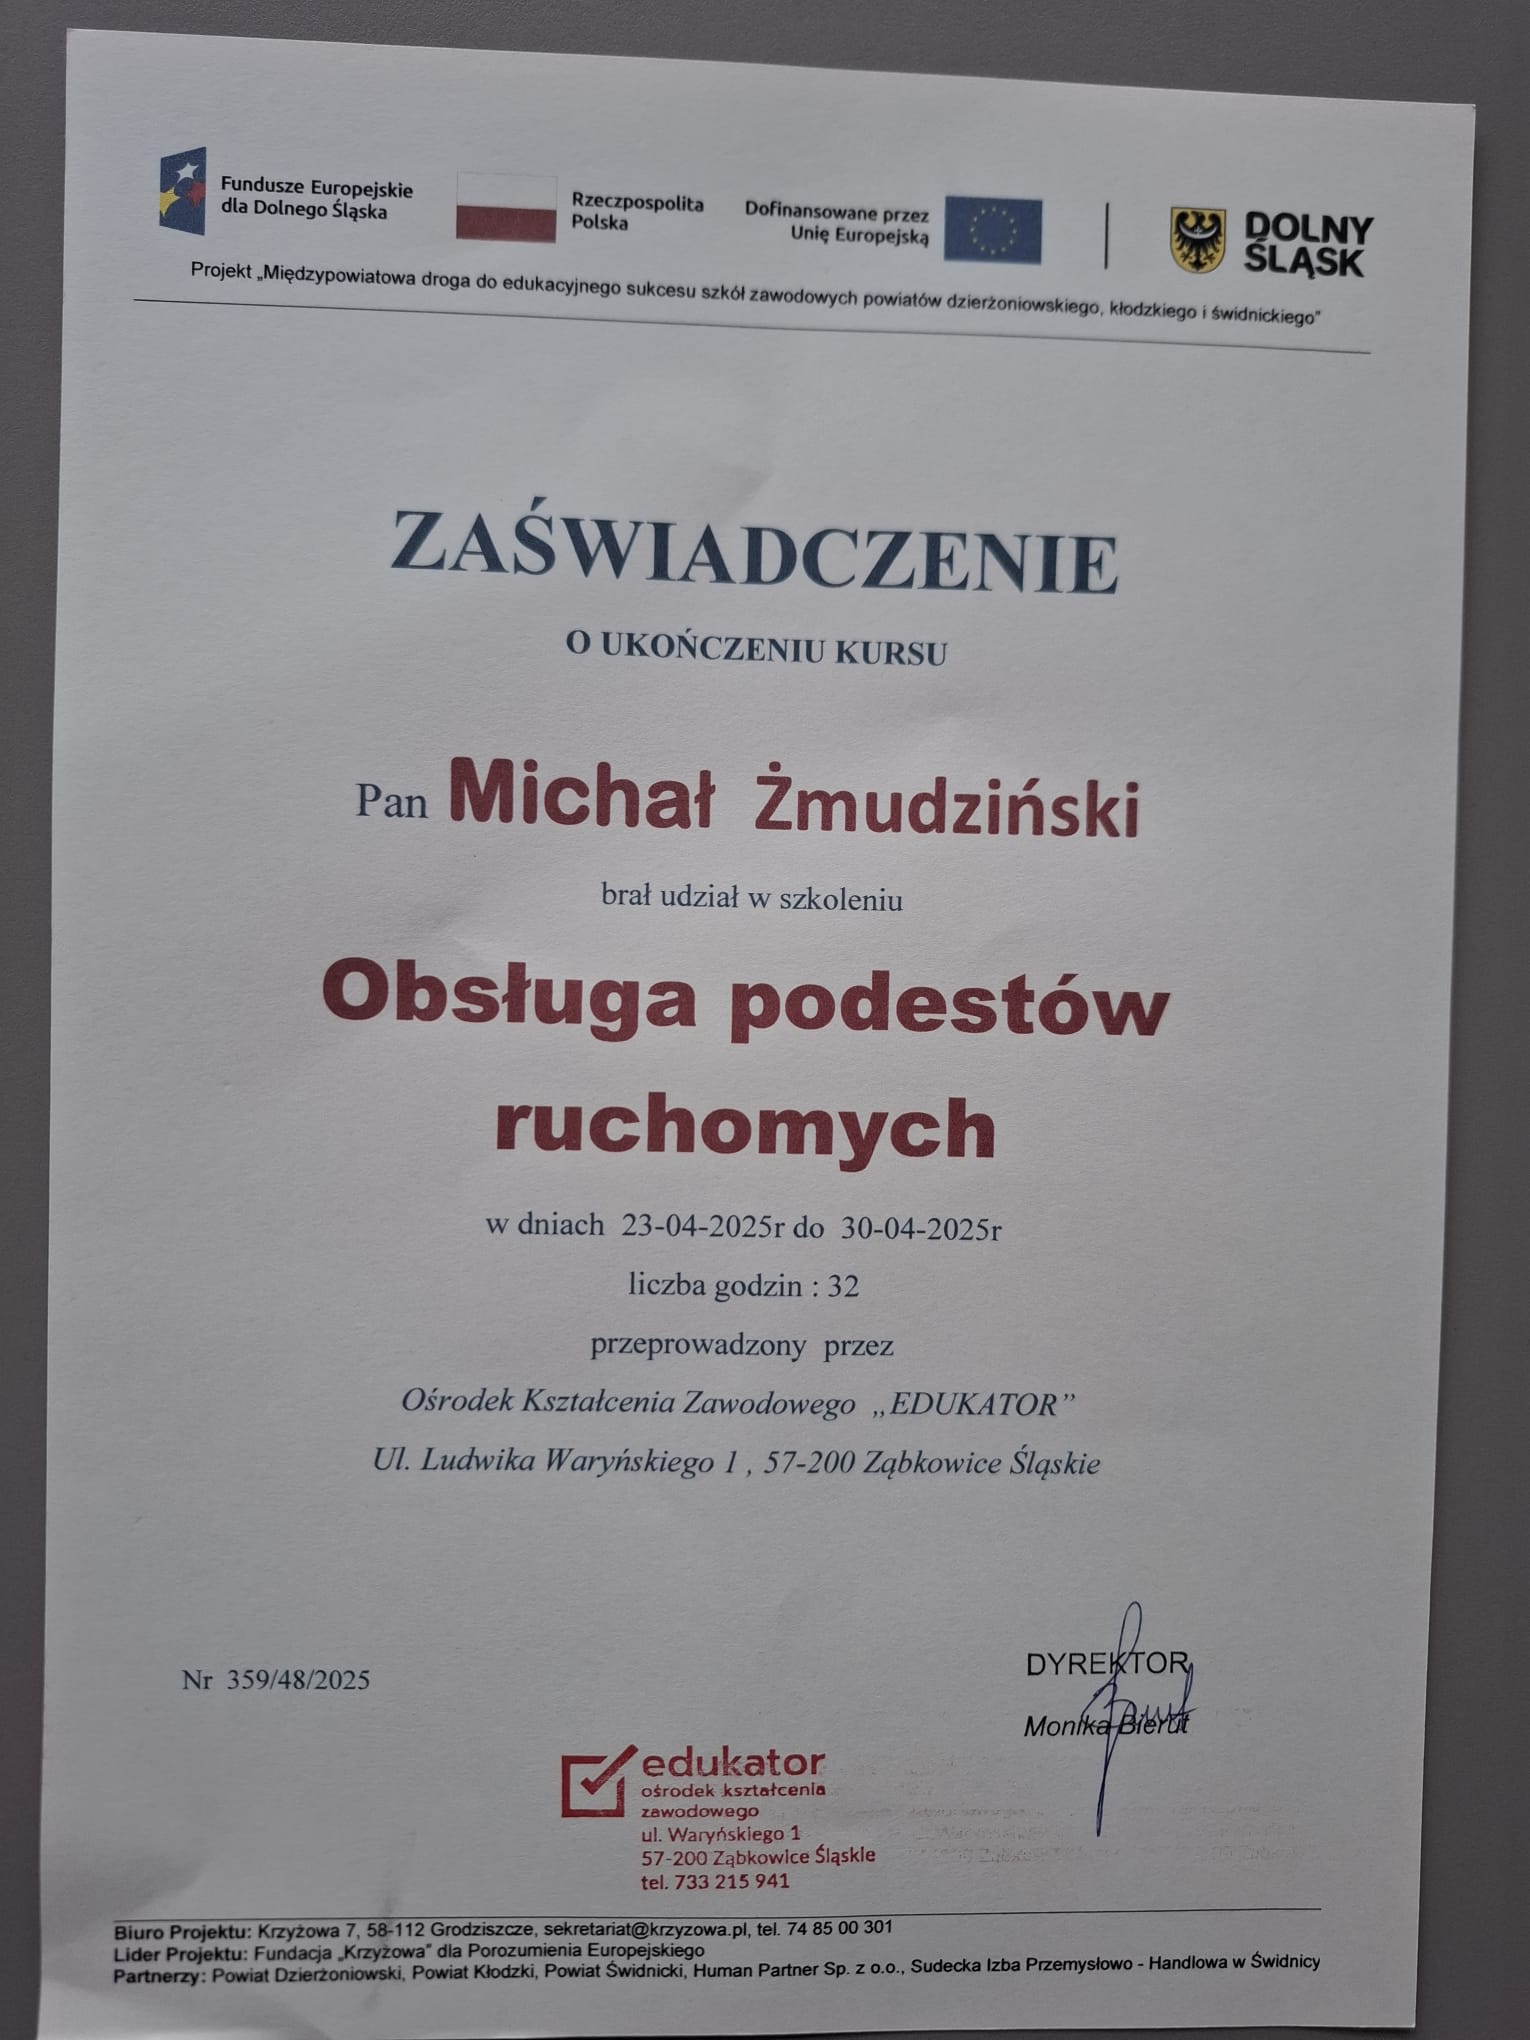 Fundusze Europejskie
dla Dolnego Śląska
Rzeczpospolita
Polska
Dofinansowane przez
Unię Europejską
DOLNY
ŚLĄSK
Projekt „Międzypowiatowa droga do edukacyjnego sukcesu szkół zawodowych powiatów dzierżoniowskiego, kłodzkiego i świdnickiego”
ZAŚWIADCZENIE
O UKOŃCZENIU KURSU
Pan Michał Żmudziński
brał udział w szkoleniu
Obsługa podestów
ruchomych
w dniach 23-04-2025r do 30-04-2025r
liczba godzin : 32
przeprowadzony przez
Ośrodek Kształcenia Zawodowego „EDUKATOR”
Ul. Ludwika Waryńskiego 1 , 57-200 Ząbkowice Śląskie
Nr 359/48/2025
DYREKTOR
Monika Bierut
edukator
ośrodek kształcenia
zawodowego
ul. Waryńskiego 1
57-200 Ząbkowice Śląskie
tel. 733 215 941
Biuro Projektu: Krzyżowa 7, 58-112 Grodziszcze, sekretariat@krzyzowa.pl, tel. 74 85 00 301
Lider Projektu: Fundacja „Krzyżowa” dla Porozumienia Europejskiego
Partnerzy: Powiat Dzierżoniowski, Powiat Kłodzki, Powiat Świdnicki, Human Partner Sp. z o.o., Sudecka Izba Przemysłowo - Handlowa w Świdnicy